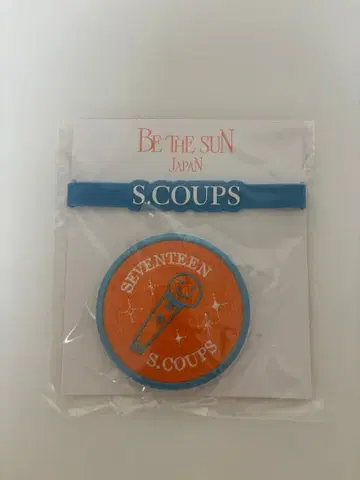 BE THE SUN
JAPAN
S.COUPS
SEVENTEEN
S.COUPS